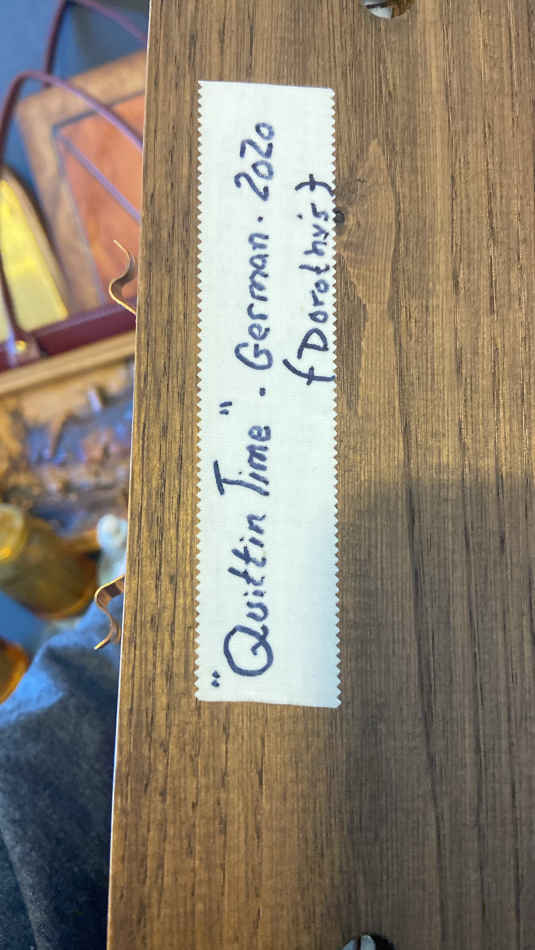 "Quittin Time". German. 2020
(Dorothy's)